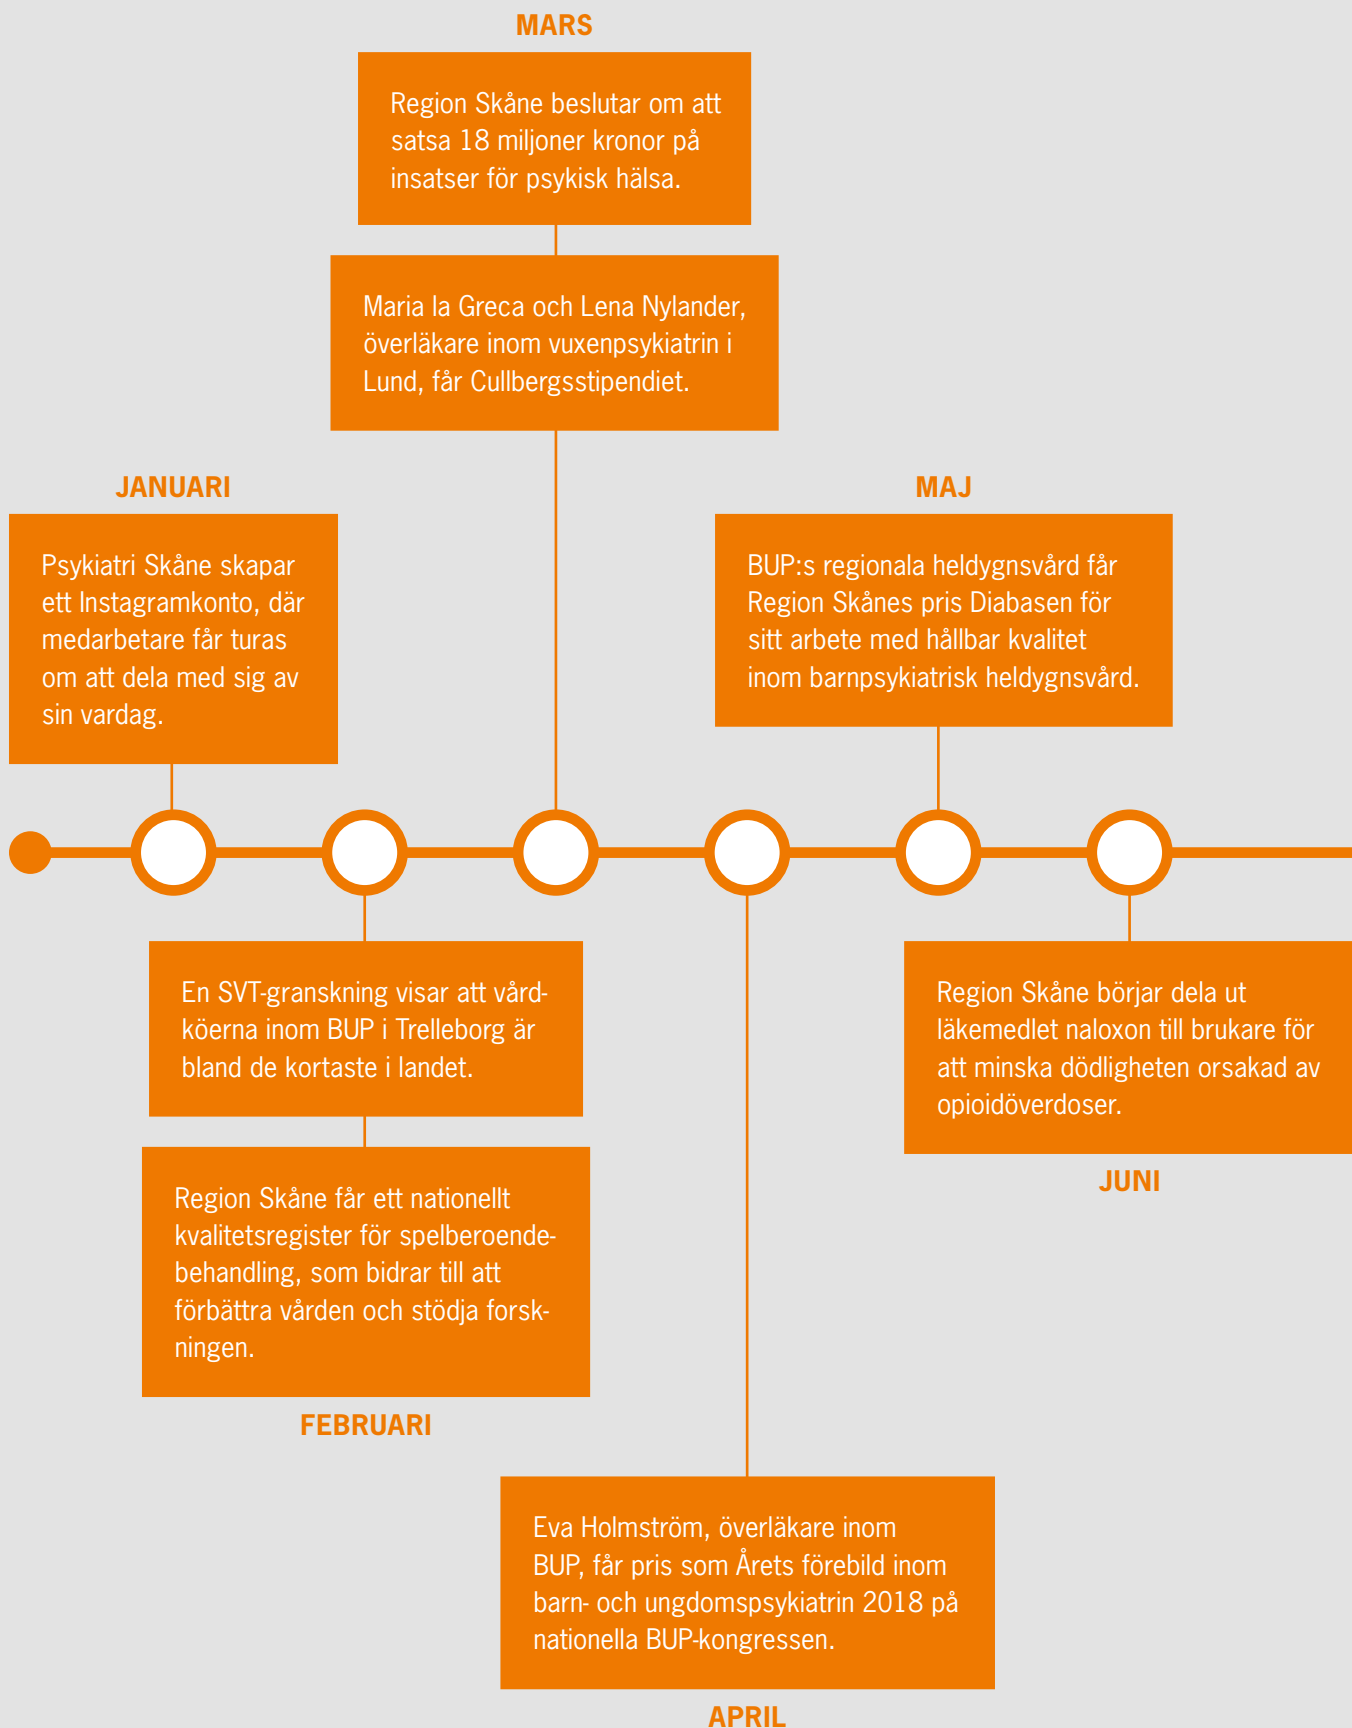 MARS
Region Skåne beslutar om att
satsa 18 miljoner kronor på
insatser för psykisk hälsa.
Maria la Greca och Lena Nylander,
överläkare inom vuxenpsykiatrin i
Lund, får Cullbergsstipendiet.
JANUARI
Psykiatri Skåne skapar
ett Instagramkonto, där
medarbetare får turas
om att dela med sig av
sin vardag.
MAJ
BUP:s regionala heldygnsvård får
Region Skånes pris Diabasen för
sitt arbete med hållbar kvalitet
inom barnpsykiatrisk heldygnsvård.
En SVT-granskning visar att vård-
köerna inom BUP i Trelleborg är
bland de kortaste i landet.
Region Skåne får ett nationellt
kvalitetsregister för spelberoende-
behandling, som bidrar till att
förbättra vården och stödja forsk-
ningen.
FEBRUARI
Region Skåne börjar dela ut
läkemedlet naloxon till brukare för
att minska dödligheten orsakad av
opioidöverdoser.
JUNI
Eva Holmström, överläkare inom
BUP, får pris som Årets förebild inom
barn- och ungdomspsykiatrin 2018 på
nationella BUP-kongressen.
APRIL